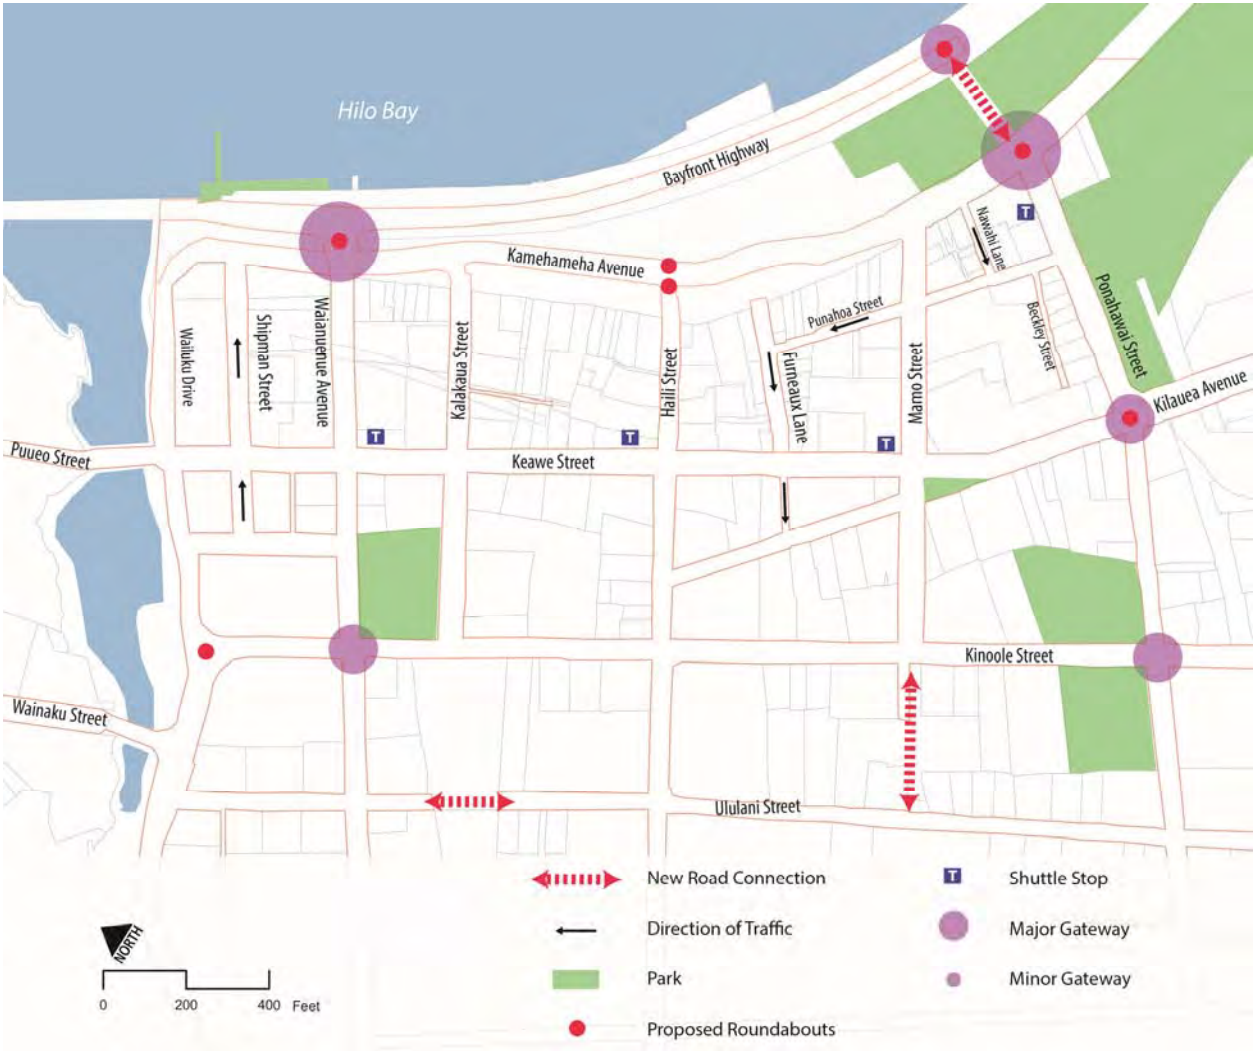 Hilo Bay
Bayfront Highway
T
Nawahi Lane
Kamehameha Avenue
Ponahawai Street
Punahoa Street
Beckley Street
Wailuku Drive
Shipman Street
Waianuenue Avenue
Kalakaua Street
Haili Street
Furneaux Lane
Mamo Street
Kilauea Avenue
T
T
T
Puueo Street
Keawe Street
Kinoole Street
Wainaku Street
Ululani Street
New Road Connection
T
Shuttle Stop
Direction of Traffic
Major Gateway
NORTH
Park
Minor Gateway
0
200
400
Feet
Proposed Roundabouts